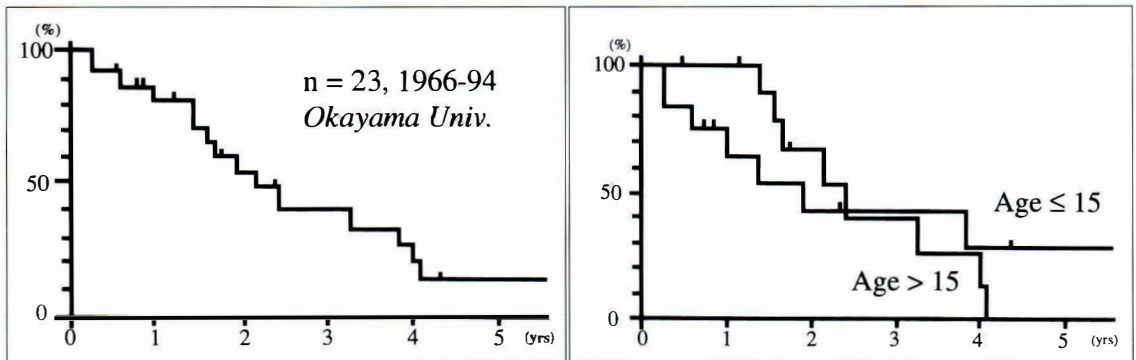 (%)
100
n = 23, 1966-94
Okayama Univ.
50
0
0 1 2 3 4 5 (yrs)
(%)
100
50
Age ≤ 15
Age > 15
0
0 1 2 3 4 5 (yrs)